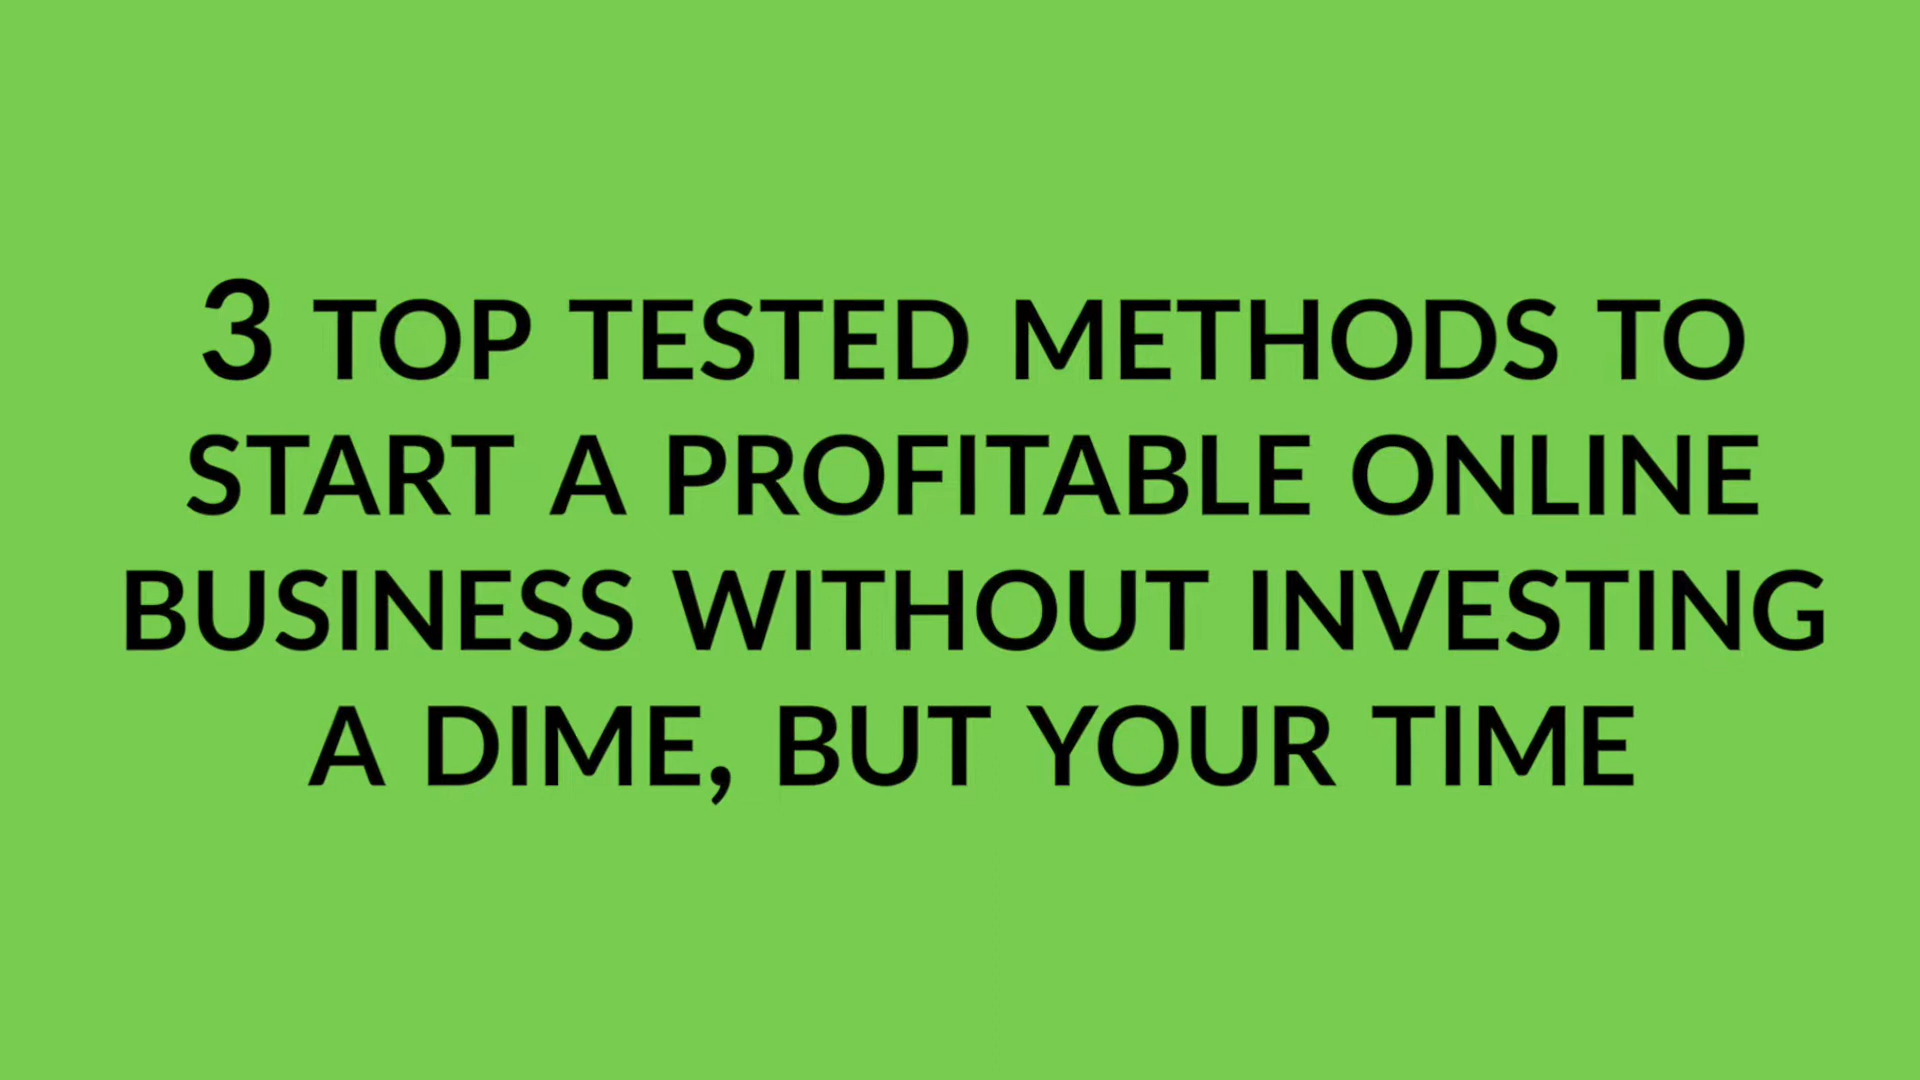 3 TOP TESTED METHODS TO
START A PROFITABLE ONLINE
BUSINESS WITHOUT INVESTING
A DIME, BUT YOUR TIME